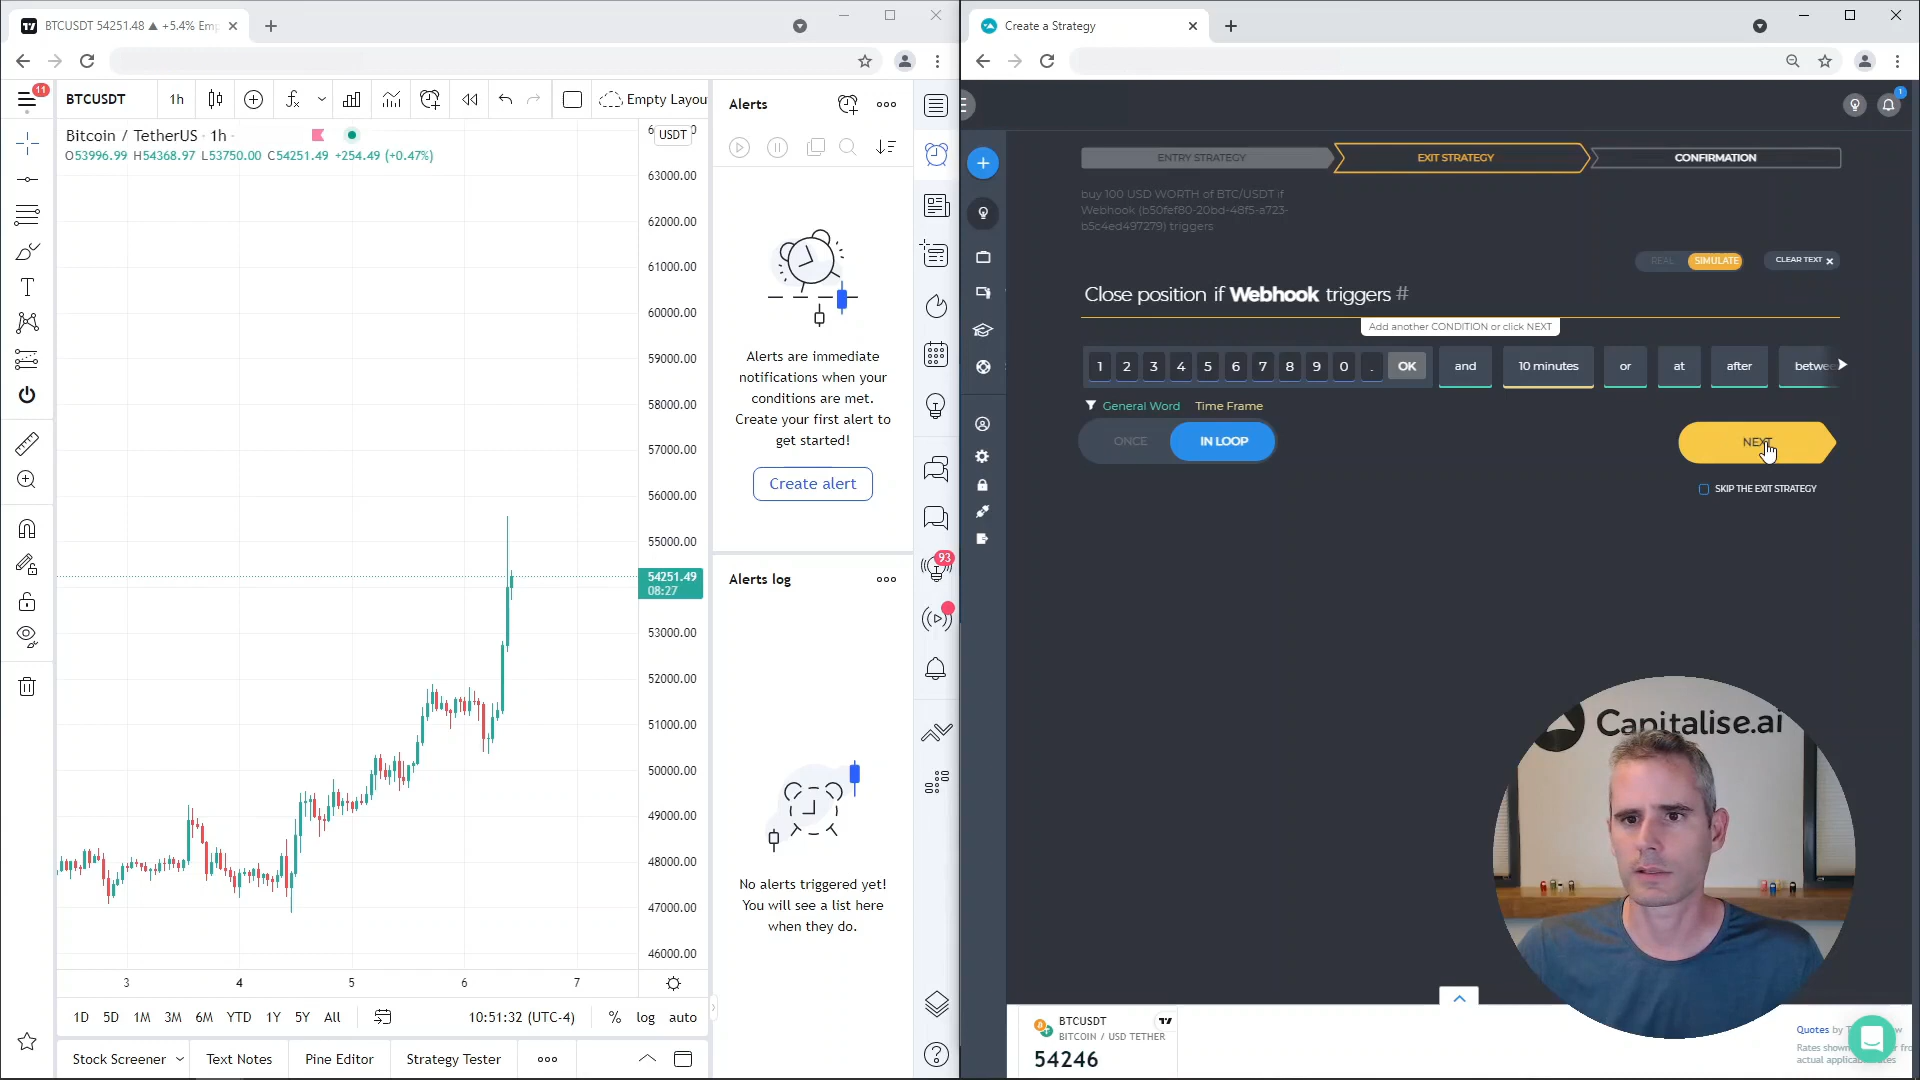 BTCUSDT 54251.48 ▲ +5.4% Emp
Create a Strategy
11
BTCUSDT
1h
Empty Layou
Alerts
Bitcoin / TetherUS · 1h ·
USDT
O53996.99 H54368.97 L53750.00 C54251.49 +254.49 (+0.47%)
63000.00
62000.00
61000.00
60000.00
59000.00
58000.00
57000.00
56000.00
55000.00
54251.49
08:27
53000.00
52000.00
51000.00
50000.00
49000.00
48000.00
47000.00
46000.00
3
4
5
6
7
1D 5D 1M 3M 6M YTD 1Y 5Y All
10:51:32 (UTC-4)
% log auto
Stock Screener
Text Notes
Pine Editor
Strategy Tester
Alerts are immediate
notifications when your
conditions are met.
Create your first alert to
get started!
Create alert
Alerts log
No alerts triggered yet!
You will see a list here
when they do.
93
1
ENTRY STRATEGY
EXIT STRATEGY
CONFIRMATION
buy 100 USD WORTH of BTC/USDT if
Webhook (b50fef80-20bd-48f5-a723-
b5c4ed497279) triggers
REAL
SIMULATE
CLEAR TEXT
Close position if Webhook triggers #
Add another CONDITION or click NEXT
1 2 3 4 5 6 7 8 9 0 . OK and 10 minutes or at after betwe
General Word Time Frame
ONCE
IN LOOP
NEXT
SKIP THE EXIT STRATEGY
Capitalise.ai
BTCUSDT
BITCOIN / USD TETHER
54246
Quotes by T
Rates shown
actual applica